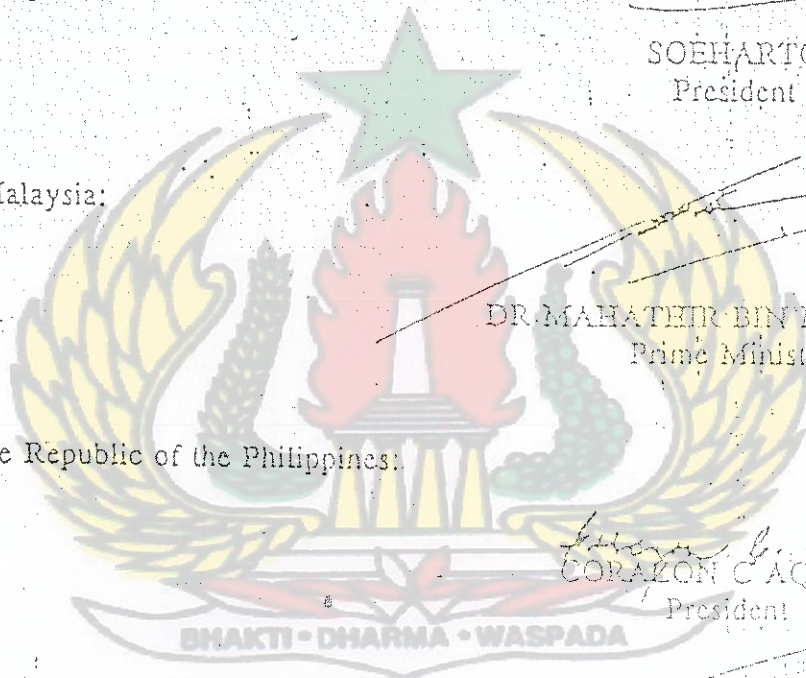 SOEHARTO
President
Malaysia:
DR. MAHATHIR BIN
Prime Minist
e Republic of the Philippines:
CORAZON C AQ
President
BHAKTI • DHARMA • WASPADA